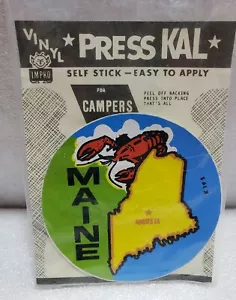 VINYL
★ PRESS KAL ★
IMPKO
SELF STICK — EASY TO APPLY
FOR
CAMPERS
PEEL OFF BACKING
PRESS INTO PLACE
THAT'S ALL
MAINE
AUGUSTA